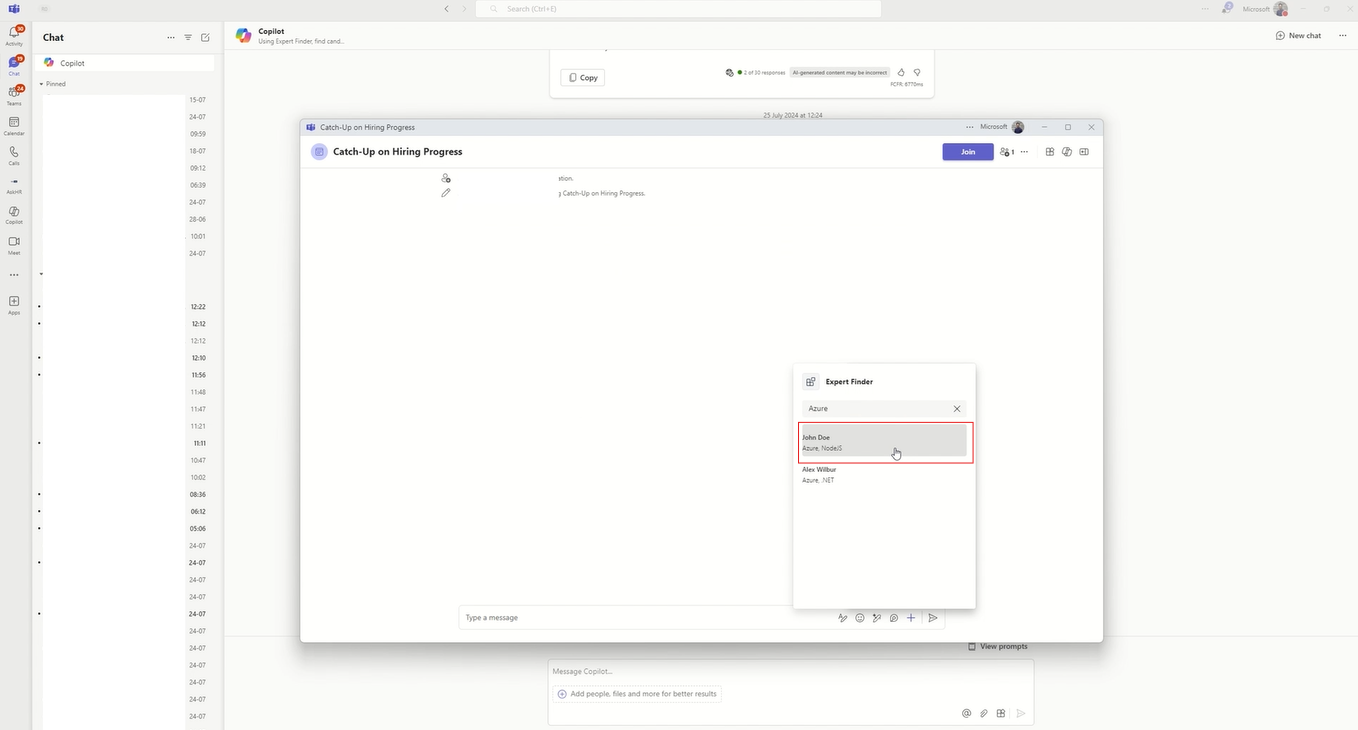 Search (Ctrl+E)
Microsoft
30
Activity
19
Chat
24
Teams
Calendar
Calls
AskHR
Copilot
Meet
Apps
Chat
Copilot
Pinned
15-07
24-07
09:59
18-07
09:12
06:39
24-07
28-06
10:01
24-07
12:22
12:12
12:12
12:10
11:56
11:48
11:47
11:21
11:11
10:47
10:02
08:36
06:12
05:06
24-07
24-07
24-07
24-07
24-07
24-07
24-07
24-07
24-07
24-07
24-07
Copilot
Using Expert Finder, find cand...
New chat
Copy
2 of 30 responses
AI-generated content may be incorrect
FCFR: 6770ms
25 July 2024 at 12:24
Catch-Up on Hiring Progress
Microsoft
Catch-Up on Hiring Progress
Join
1
ation.
g Catch-Up on Hiring Progress.
Expert Finder
Azure
John Doe
Azure, NodeJS
Alex Wilbur
Azure, .NET
Type a message
View prompts
Message Copilot...
Add people, files and more for better results